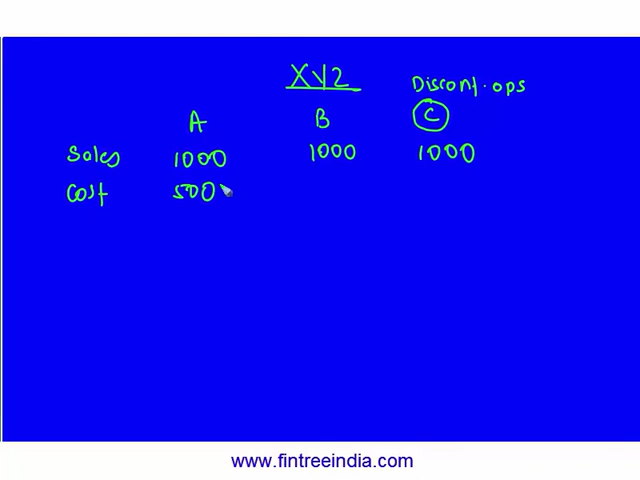 XYZ
Discont. ops
A B C
Sales 1000 1000 1000
Cost 500
www.fintreeindia.com